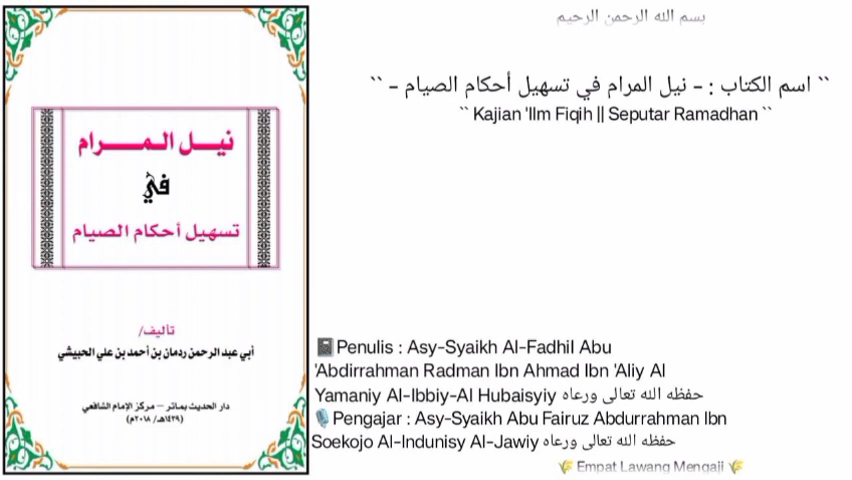 بسم الله الرحمن الرحيم
`` اسم الكتاب : - نيل المرام في تسهيل أحكام الصيام - ``
`` Kajian 'Ilm Fiqih || Seputar Ramadhan ``
نيل المرام
في
تسهيل أحكام الصيام
تأليف/
أبي عبد الرحمن ردمان بن أحمد بن علي الحبيشي
دار الحديث بماتر - مركز الإمام الشافعي
(١٤٣٩هـ/ ٢٠١٨م)
📓Penulis : Asy-Syaikh Al-Fadhil Abu
'Abdirrahman Radman Ibn Ahmad Ibn 'Aliy Al
Yamaniy Al-Ibbiy-Al Hubaisyiy حفظه الله تعالى ورعاه
🎙️Pengajar : Asy-Syaikh Abu Fairuz Abdurrahman Ibn
Soekojo Al-Indunisy Al-Jawiy حفظه الله تعالى ورعاه
🌾 Empat Lawang Mengaji 🌾